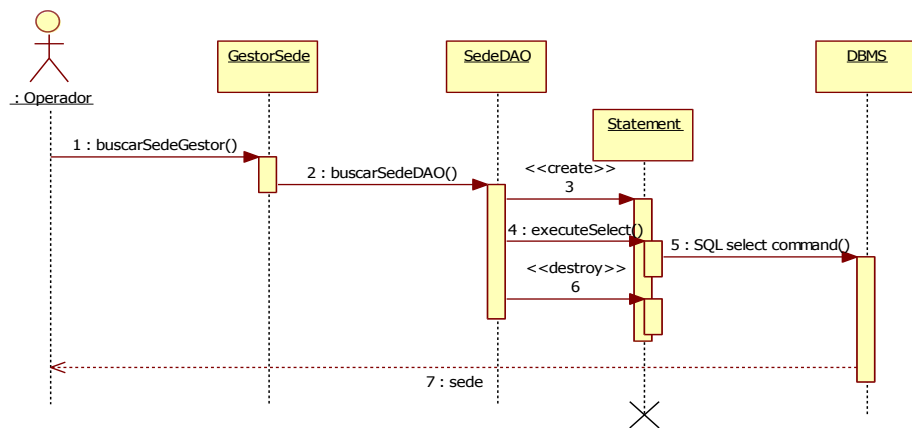 : Operador
GestorSede
SedeDAO
DBMS
Statement
1 : buscarSedeGestor()
2 : buscarSedeDAO()
<<create>>
3
4 : executeSelect()
5 : SQL select command()
<<destroy>>
6
7 : sede